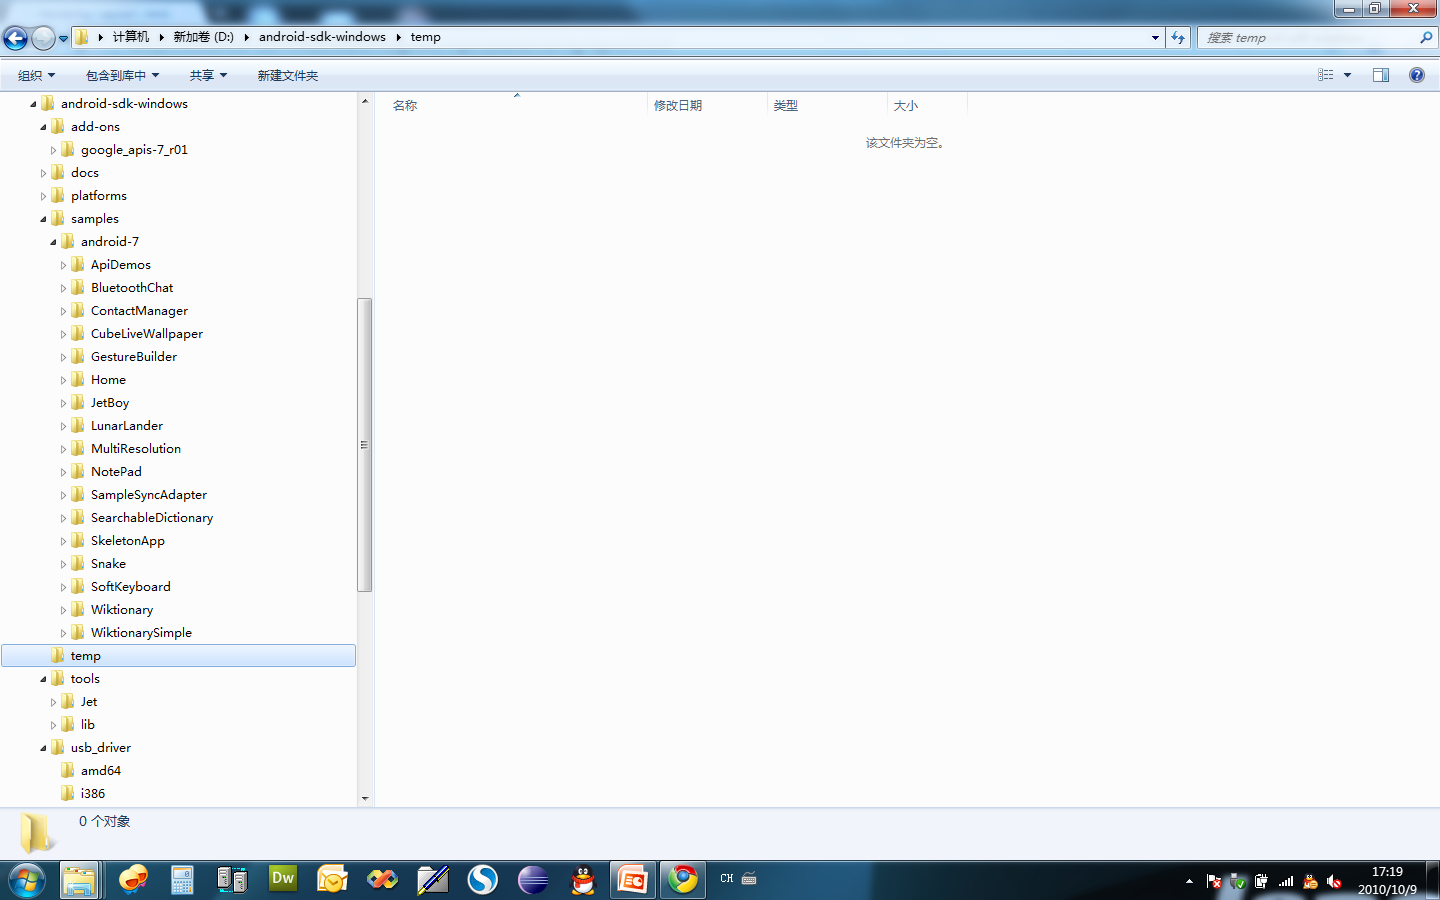 计算机 新加卷 (D:) android-sdk-windows temp
搜索 temp
组织 包含到库中 共享 新建文件夹
android-sdk-windows
add-ons
google_apis-7_r01
docs
platforms
samples
android-7
ApiDemos
BluetoothChat
ContactManager
CubeLiveWallpaper
GestureBuilder
Home
JetBoy
LunarLander
MultiResolution
NotePad
SampleSyncAdapter
SearchableDictionary
SkeletonApp
Snake
SoftKeyboard
Wiktionary
WiktionarySimple
temp
tools
Jet
lib
usb_driver
amd64
i386
名称 修改日期 类型 大小
该文件夹为空。
0 个对象
Dw
CH
17:19
2010/10/9